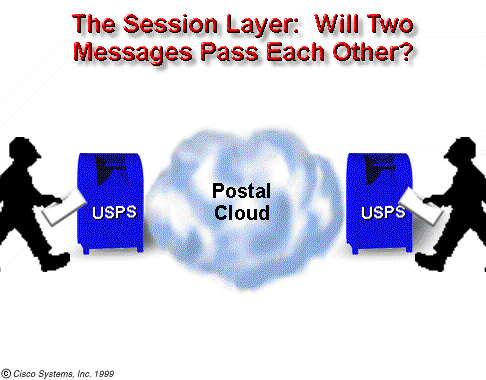 The Session Layer: Will Two
Messages Pass Each Other?
Postal
Cloud
USPS
USPS
© Cisco Systems, Inc. 1999